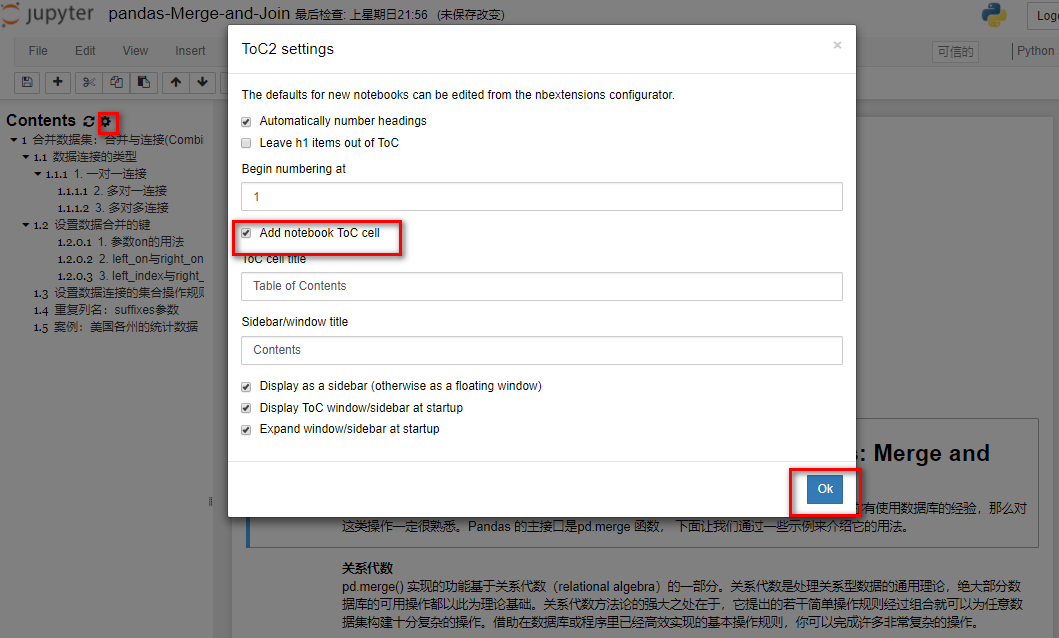 jupyter pandas-Merge-and-Join 最后检查: 上星期日21:56 (未保存改变)
File Edit View Insert
可信的
Python
ToC2 settings
×
The defaults for new notebooks can be edited from the nbextensions configurator.
Automatically number headings
Leave h1 items out of ToC
Begin numbering at
1
Add notebook ToC cell
ToC cell title
Table of Contents
Sidebar/window title
Contents
Display as a sidebar (otherwise as a floating window)
Display ToC window/sidebar at startup
Expand window/sidebar at startup
Ok
Contents
1 合并数据集：合并与连接(Combi
1.1 数据连接的类型
1.1.1 1. 一对一连接
1.1.1.1 2. 多对一连接
1.1.1.2 3. 多对多连接
1.2 设置数据合并的键
1.2.0.1 1. 参数on的用法
1.2.0.2 2. left_on与right_on
1.2.0.3 3. left_index与right_
1.3 设置数据连接的集合操作规则
1.4 重复列名：suffixes参数
1.5 案例：美国各州的统计数据
: Merge and
有使用数据库的经验，那么对
这类操作一定很熟悉。Pandas 的主接口是pd.merge 函数， 下面让我们通过一些示例来介绍它的用法。
关系代数
pd.merge() 实现的功能基于关系代数（relational algebra）的一部分。关系代数是处理关系型数据的通用理论，绝大部分数
据库的可用操作都以此为理论基础。关系代数方法论的强大之处在于，它提出的若干简单操作规则经过组合就可以为任意数
据集构建十分复杂的操作。借助在数据库或程序里已经高效实现的基本操作规则，你可以完成许多非常复杂的操作。